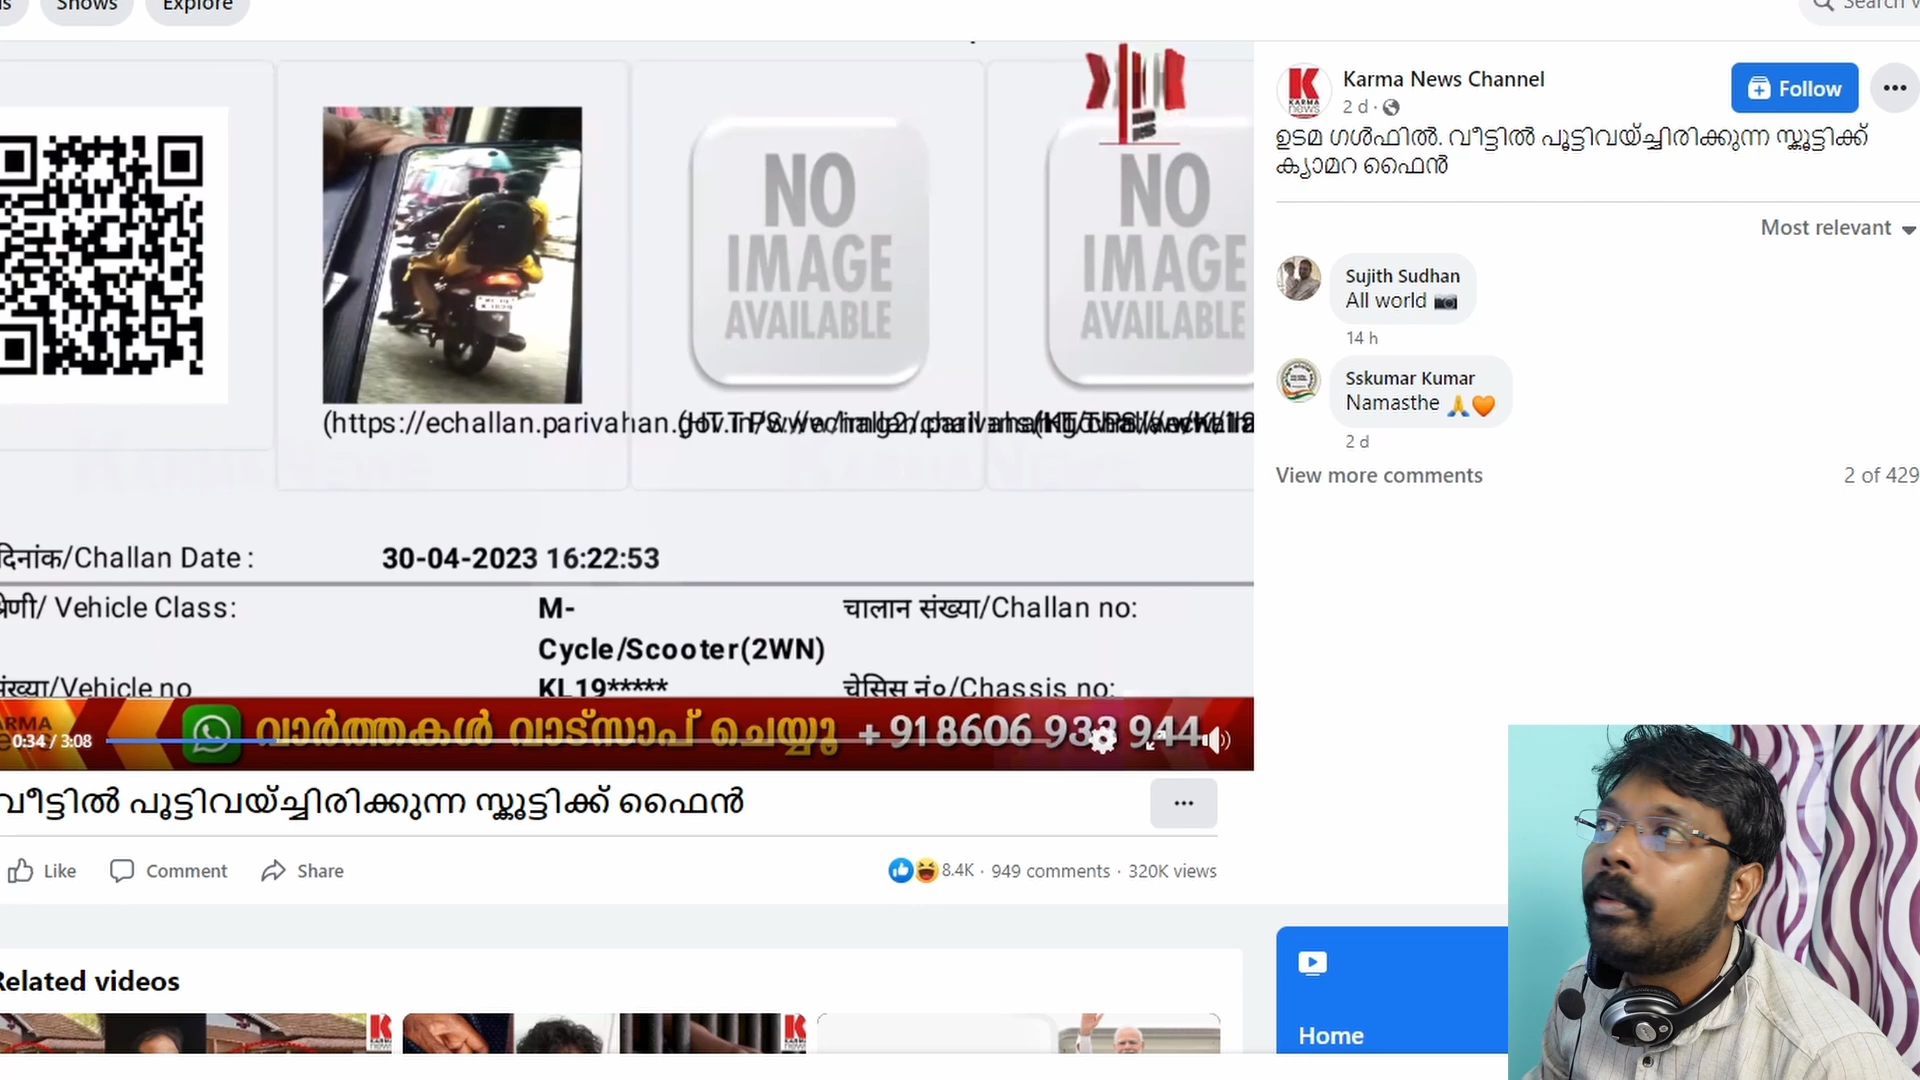 Shows
Explore
Search
NO
IMAGE
AVAILABLE
NO
IMAGE
AVAILABLE
(https://echallan.parivahan.gov.in/
दिनांक/Challan Date :
30-04-2023 16:22:53
श्रेणी/ Vehicle Class:
M-
Cycle/Scooter(2WN)
चालान संख्या/Challan no:
संख्या/Vehicle no
KL19*****
चेसिस नं०/Chassis no:
വാർത്തകൾ വാട്സാപ് ചെയ്യൂ +91 8606 933 944
0:34 / 3:08
വീട്ടിൽ പൂട്ടിവയ്ച്ചിരിക്കുന്ന സ്കൂട്ടിക്ക് ഫൈൻ
Like
Comment
Share
8.4K · 949 comments · 320K views
Related videos
Karma News Channel
2 d
Follow
ഉടമ ഗൾഫിൽ. വീട്ടിൽ പൂട്ടിവയ്ച്ചിരിക്കുന്ന സ്കൂട്ടിക്ക്
ക്യാമറ ഫൈൻ
Most relevant
Sujith Sudhan
All world 📷
14 h
Sskumar Kumar
Namasthe 🙏🧡
2 d
View more comments
2 of 429
Home